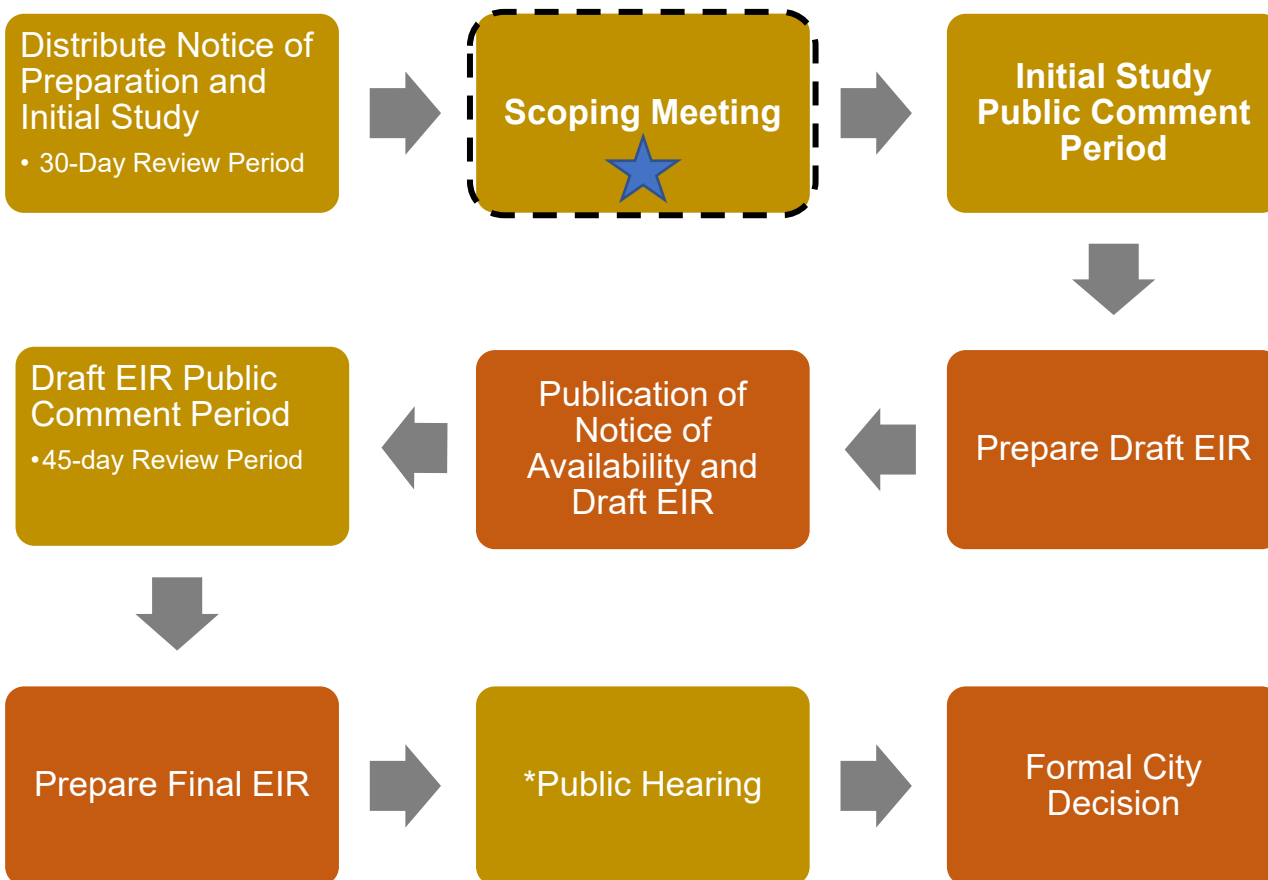 Distribute Notice of
Preparation and
Initial Study
• 30-Day Review Period
Scoping Meeting
Initial Study
Public Comment
Period
Prepare Draft EIR
Publication of
Notice of
Availability and
Draft EIR
Draft EIR Public
Comment Period
•45-day Review Period
Prepare Final EIR
*Public Hearing
Formal City
Decision